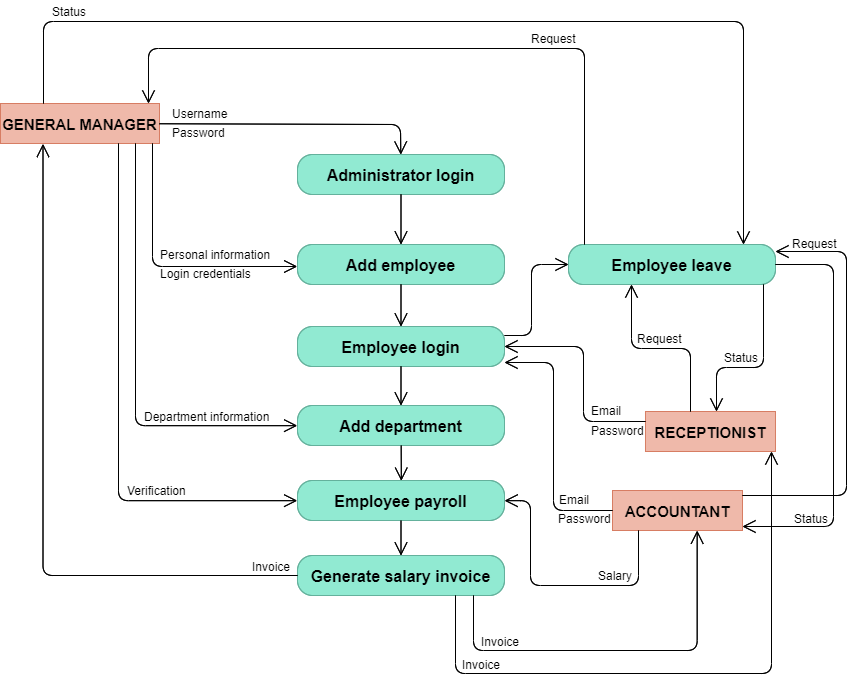 Status
Request
Username
GENERAL MANAGER
Password
Administrator login
Request
Personal information
Add employee
Employee leave
Login credentials
Request
Employee login
Status
Email
Department information
Add department
Password
RECEPTIONIST
Verification
Employee payroll
Email
ACCOUNTANT
Password
Status
Invoice
Generate salary invoice
Salary
Invoice
Invoice